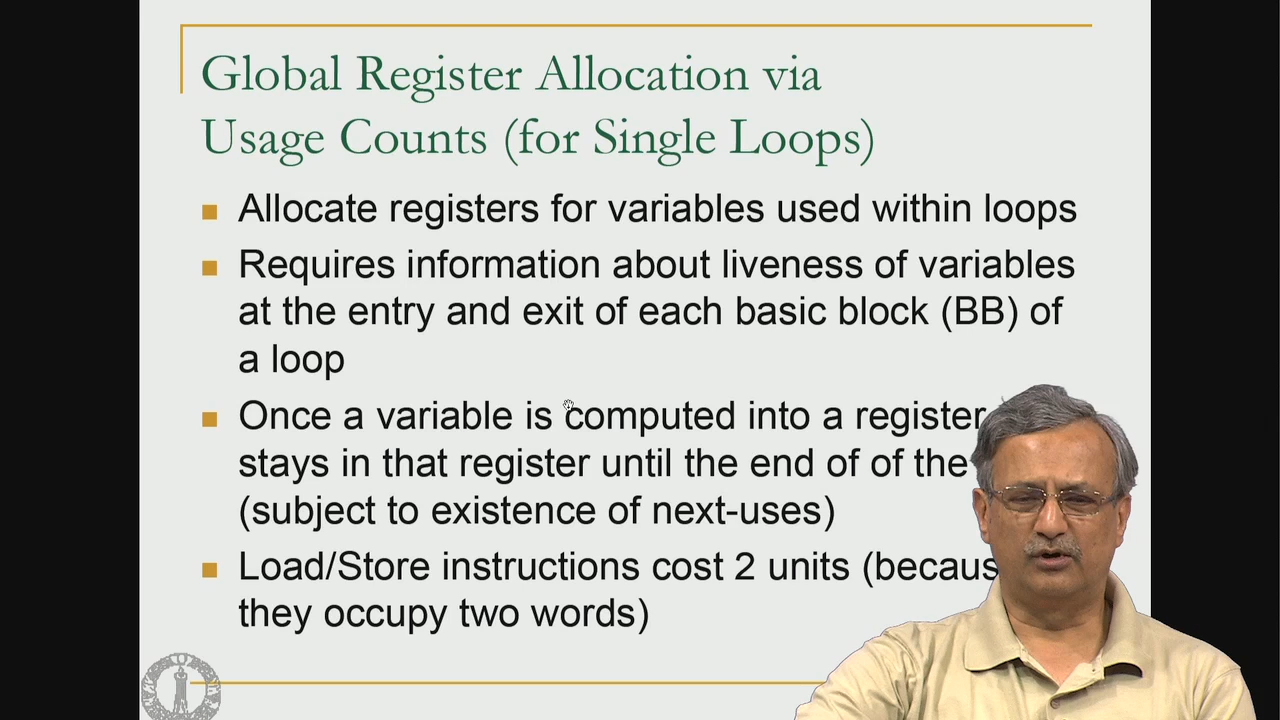 Global Register Allocation via
Usage Counts (for Single Loops)
Allocate registers for variables used within loops
Requires information about liveness of variables
at the entry and exit of each basic block (BB) of
a loop
Once a variable is computed into a register
stays in that register until the end of of the
(subject to existence of next-uses)
Load/Store instructions cost 2 units
they occupy two words)